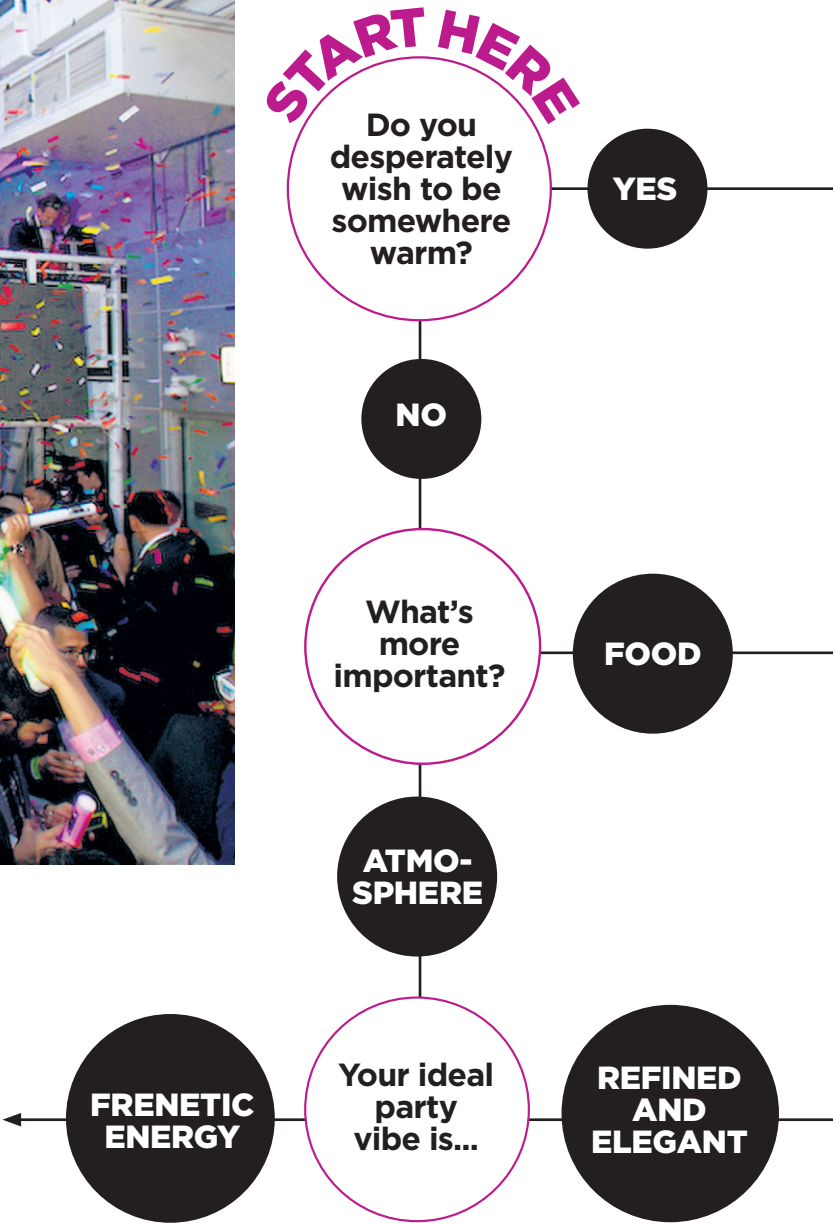 START HERE
Do you
desperately
wish to be
somewhere
warm?
YES
NO
What's
more
important?
FOOD
ATMO-
SPHERE
Your ideal
party
vibe is...
FRENETIC
ENERGY
REFINED
AND
ELEGANT